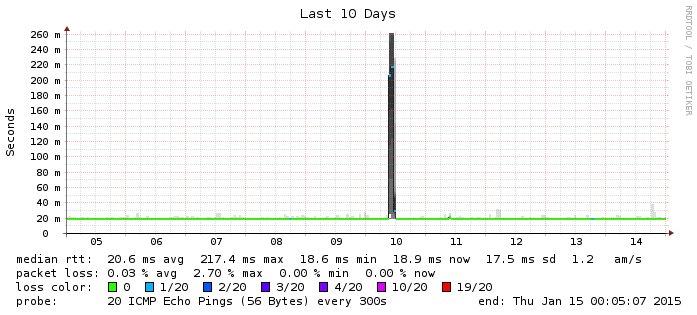 Last 10 Days
RRDTOOL / TOBI OETIKER
Seconds
260 m
240 m
220 m
200 m
180 m
160 m
140 m
120 m
100 m
80 m
60 m
40 m
20 m
0
05 06 07 08 09 10 11 12 13 14
median rtt: 20.6 ms avg 217.4 ms max 18.6 ms min 18.9 ms now 17.5 ms sd 1.2 am/s
packet loss: 0.03 % avg 2.70 % max 0.00 % min 0.00 % now
loss color: 0 1/20 2/20 3/20 4/20 10/20 19/20
probe: 20 ICMP Echo Pings (56 Bytes) every 300s end: Thu Jan 15 00:05:07 2015